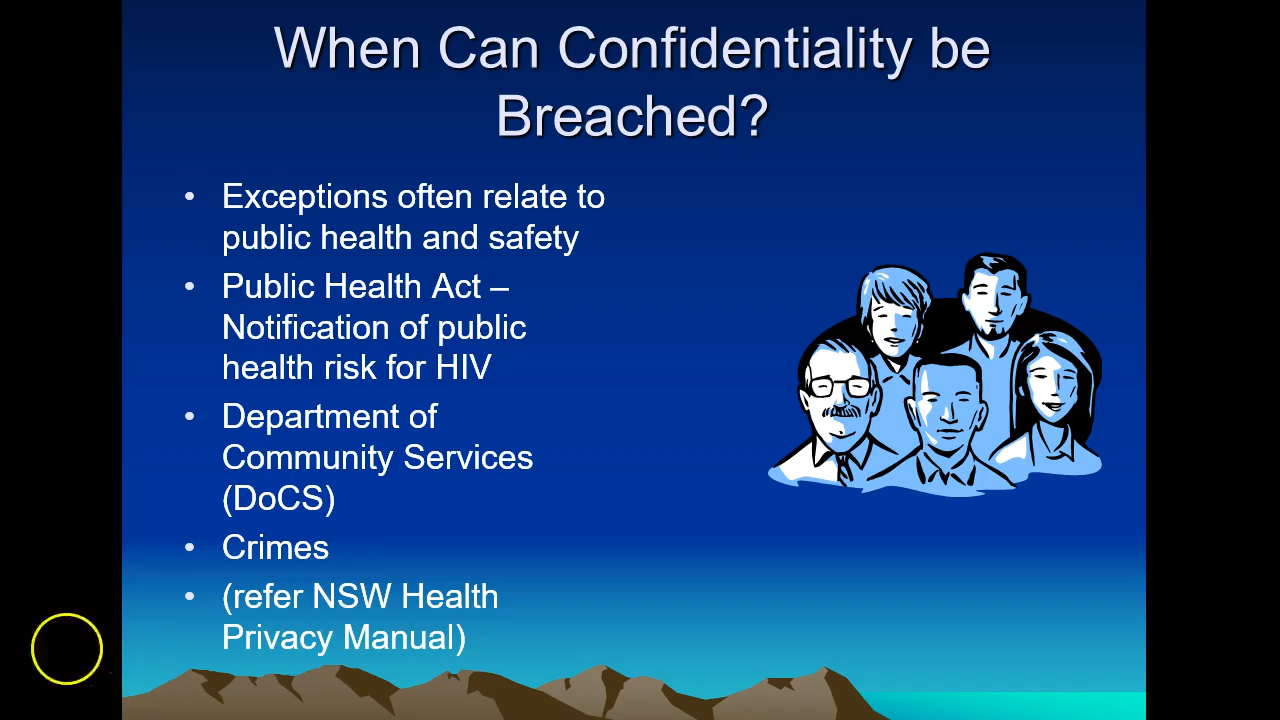 When Can Confidentiality be
Breached?
• Exceptions often relate to
public health and safety
• Public Health Act –
Notification of public
health risk for HIV
• Department of
Community Services
(DoCS)
• Crimes
• (refer NSW Health
Privacy Manual)